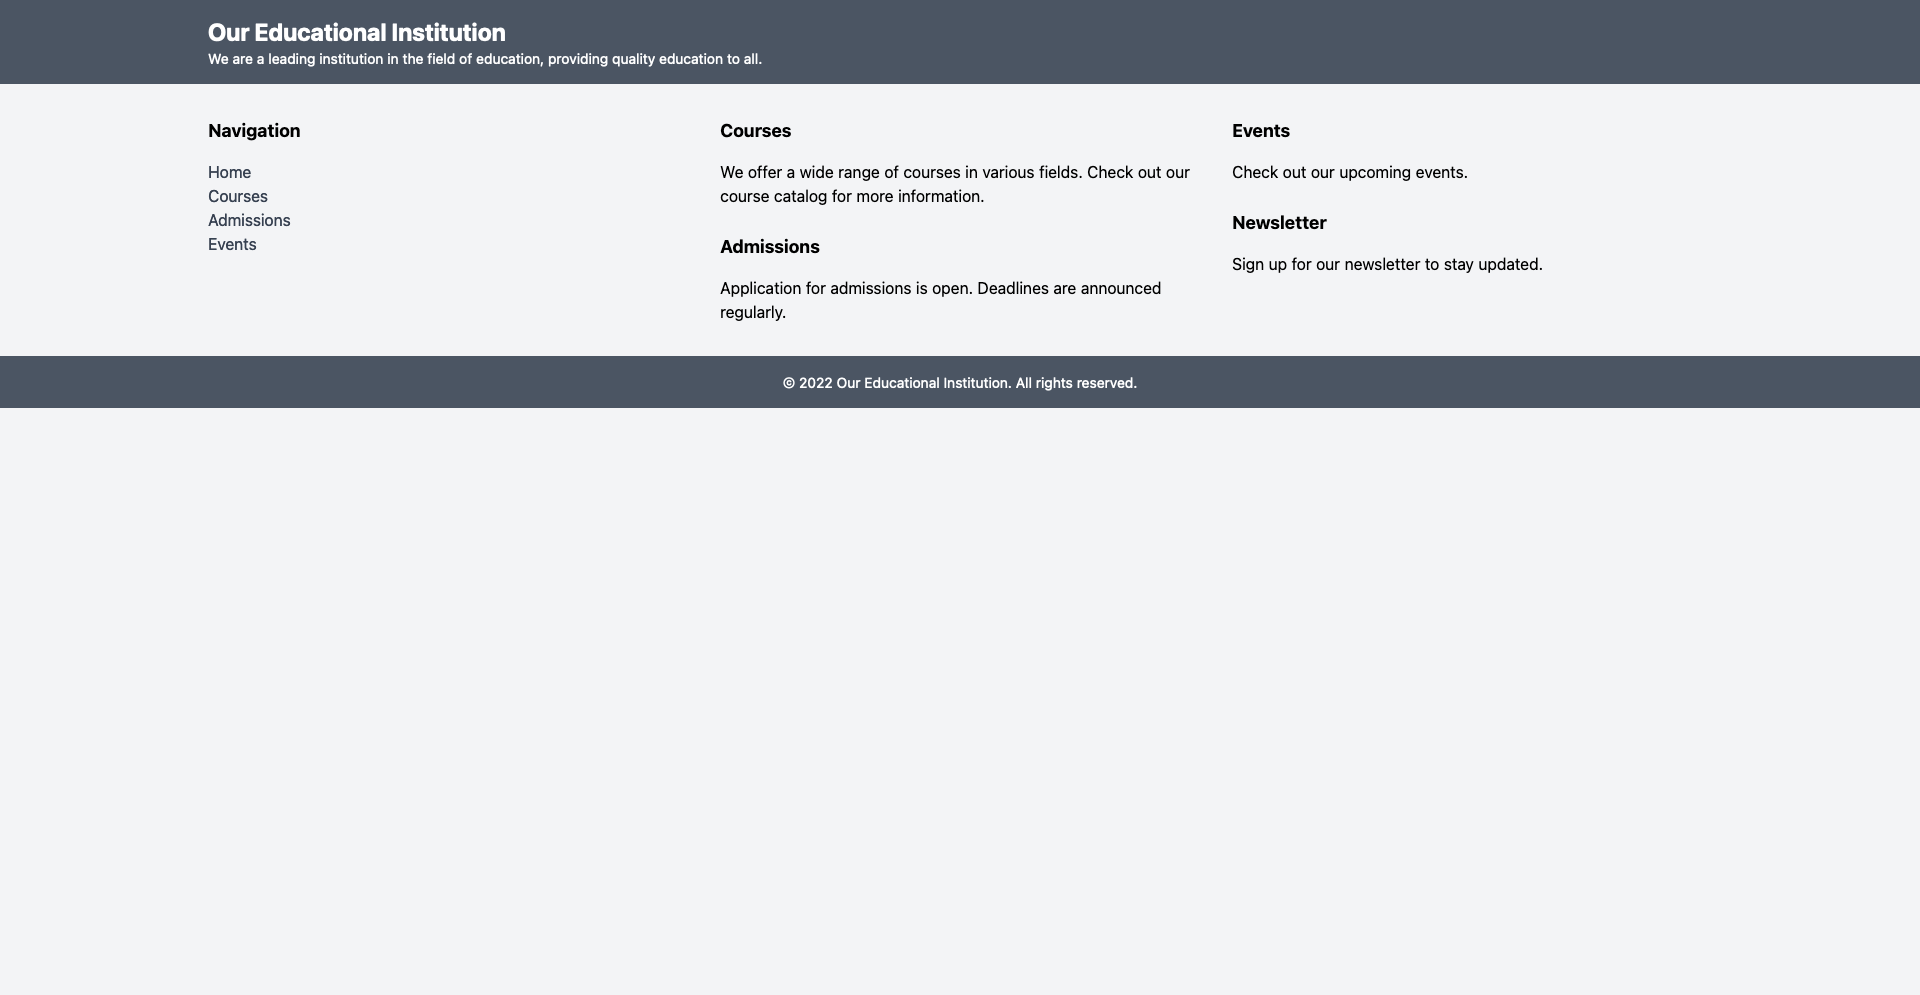 Our Educational Institution
We are a leading institution in the field of education, providing quality education to all.
Navigation
Home
Courses
Admissions
Events
Courses
We offer a wide range of courses in various fields. Check out our
course catalog for more information.
Admissions
Application for admissions is open. Deadlines are announced
regularly.
Events
Check out our upcoming events.
Newsletter
Sign up for our newsletter to stay updated.
© 2022 Our Educational Institution. All rights reserved.